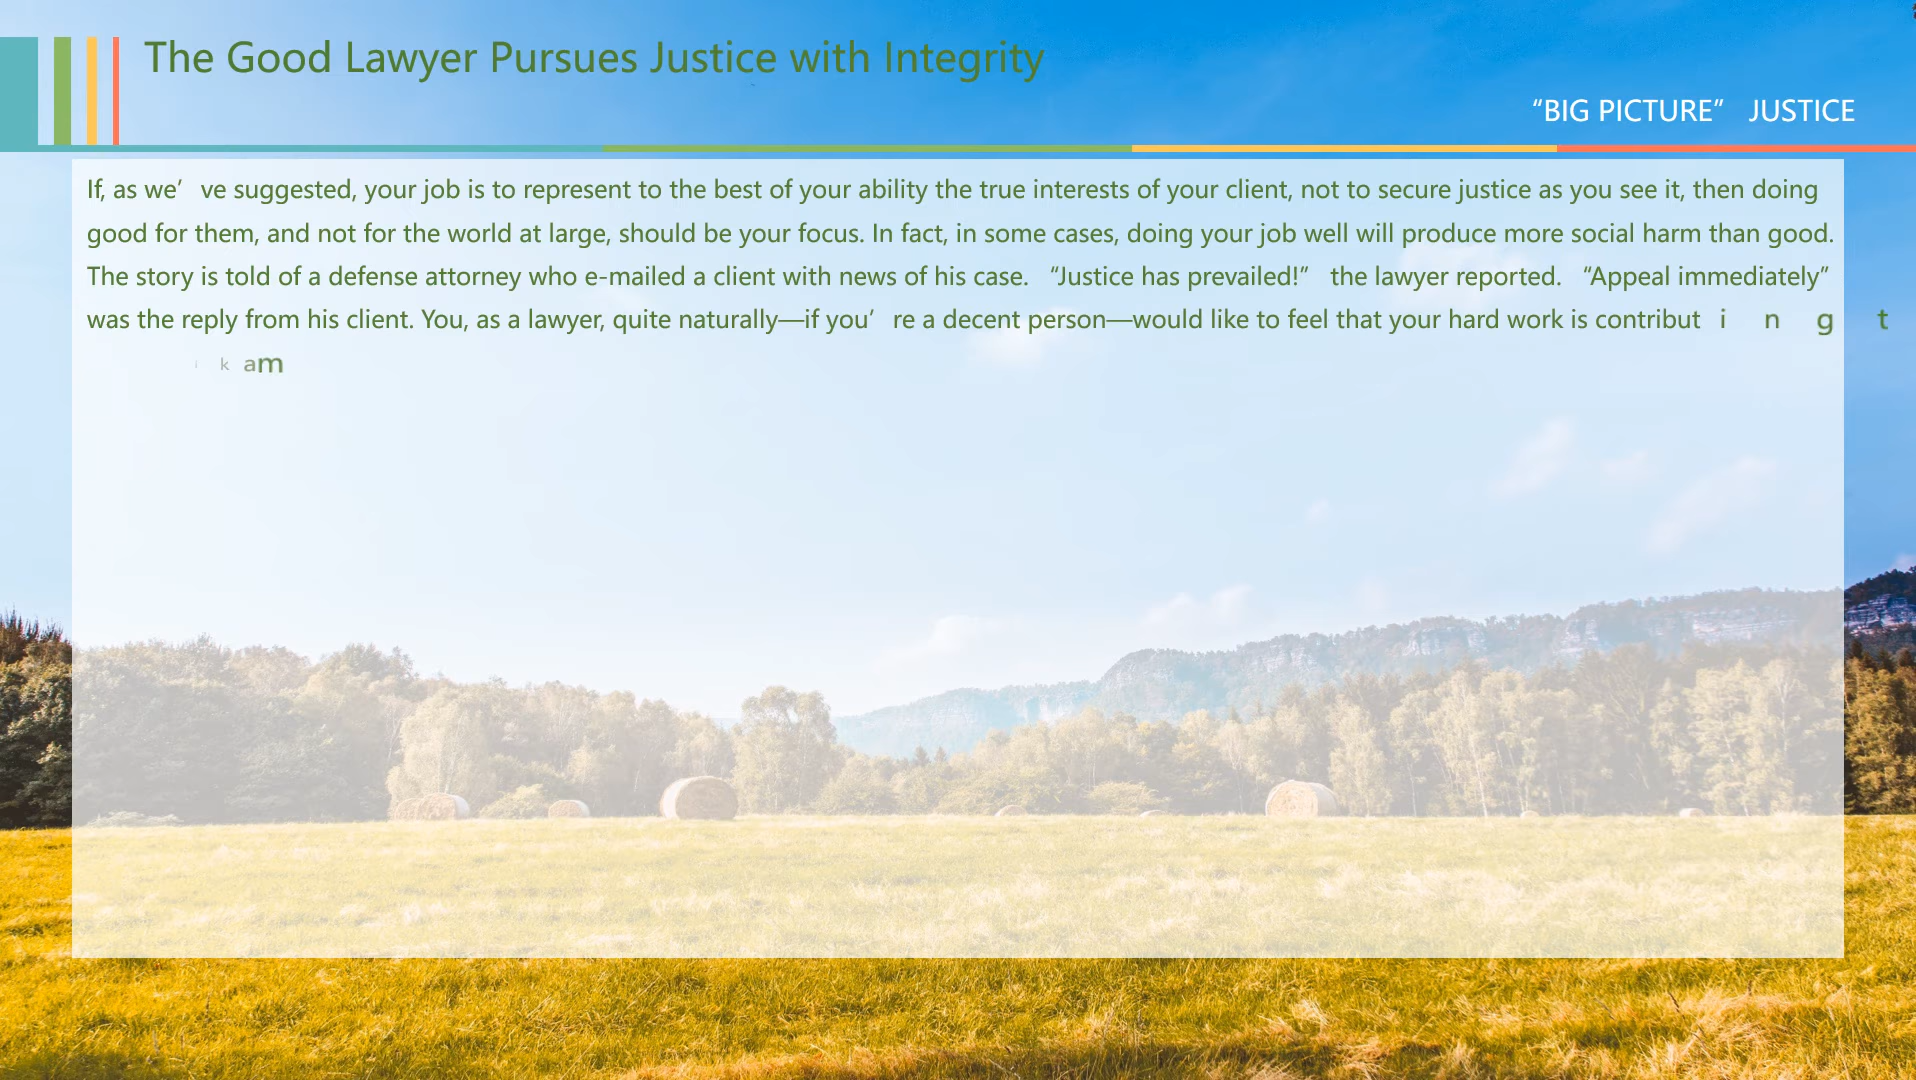 The Good Lawyer Pursues Justice with Integrity
“BIG PICTURE” JUSTICE
If, as we’ ve suggested, your job is to represent to the best of your ability the true interests of your client, not to secure justice as you see it, then doing
good for them, and not for the world at large, should be your focus. In fact, in some cases, doing your job well will produce more social harm than good.
The story is told of a defense attorney who e-mailed a client with news of his case. “Justice has prevailed!” the lawyer reported. “Appeal immediately”
was the reply from his client. You, as a lawyer, quite naturally—if you’ re a decent person—would like to feel that your hard work is contribut i n g t
k am